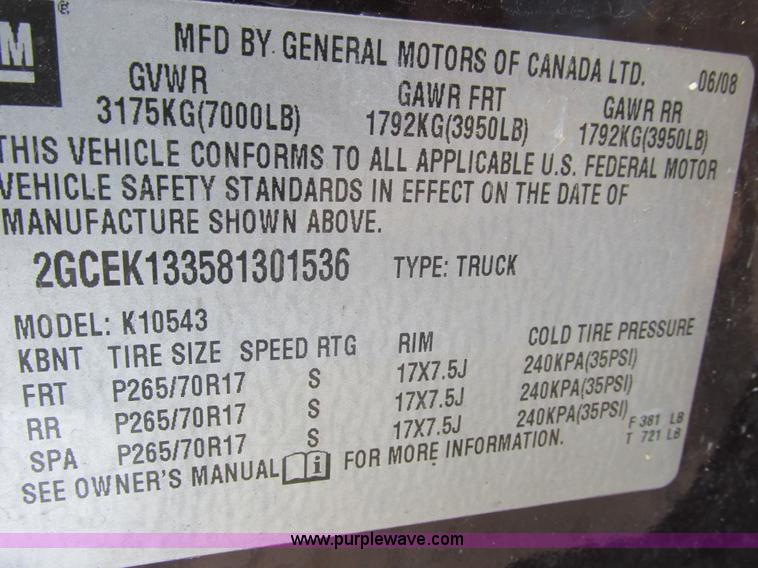 M ®
MFD BY GENERAL MOTORS OF CANADA LTD. 06/08
GVWR GAWR FRT GAWR RR
3175KG(7000LB) 1792KG(3950LB) 1792KG(3950LB)
THIS VEHICLE CONFORMS TO ALL APPLICABLE U.S. FEDERAL MOTOR
VEHICLE SAFETY STANDARDS IN EFFECT ON THE DATE OF
MANUFACTURE SHOWN ABOVE.
2GCEK133581301536 TYPE: TRUCK
MODEL: K10543
KBNT TIRE SIZE SPEED RTG RIM COLD TIRE PRESSURE
FRT P265/70R17 S 17X7.5J 240KPA(35PSI)
RR P265/70R17 S 17X7.5J 240KPA(35PSI)
SPA P265/70R17 S 17X7.5J 240KPA(35PSI)
F 381 LB
T 721 LB
SEE OWNER'S MANUAL i FOR MORE INFORMATION.
www.purplewave.com